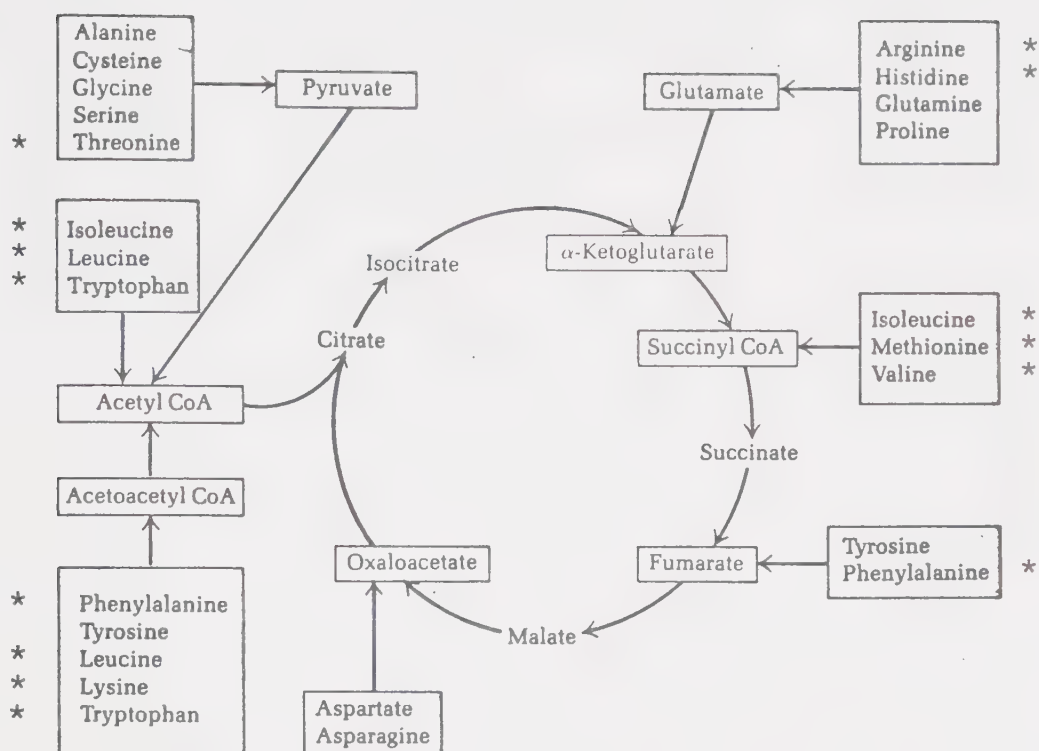 Alanine
Cysteine
Glycine
Serine
* Threonine
Pyruvate
Glutamate
Arginine *
Histidine *
Glutamine
Proline
* Isoleucine
* Leucine
* Tryptophan
Isocitrate
α-Ketoglutarate
Citrate
Succinyl CoA
Isoleucine *
Methionine *
Valine *
Acetyl CoA
Succinate
Acetoacetyl CoA
Oxaloacetate
Fumarate
Tyrosine
Phenylalanine *
Malate
* Phenylalanine
Tyrosine
* Leucine
* Lysine
* Tryptophan
Aspartate
Asparagine